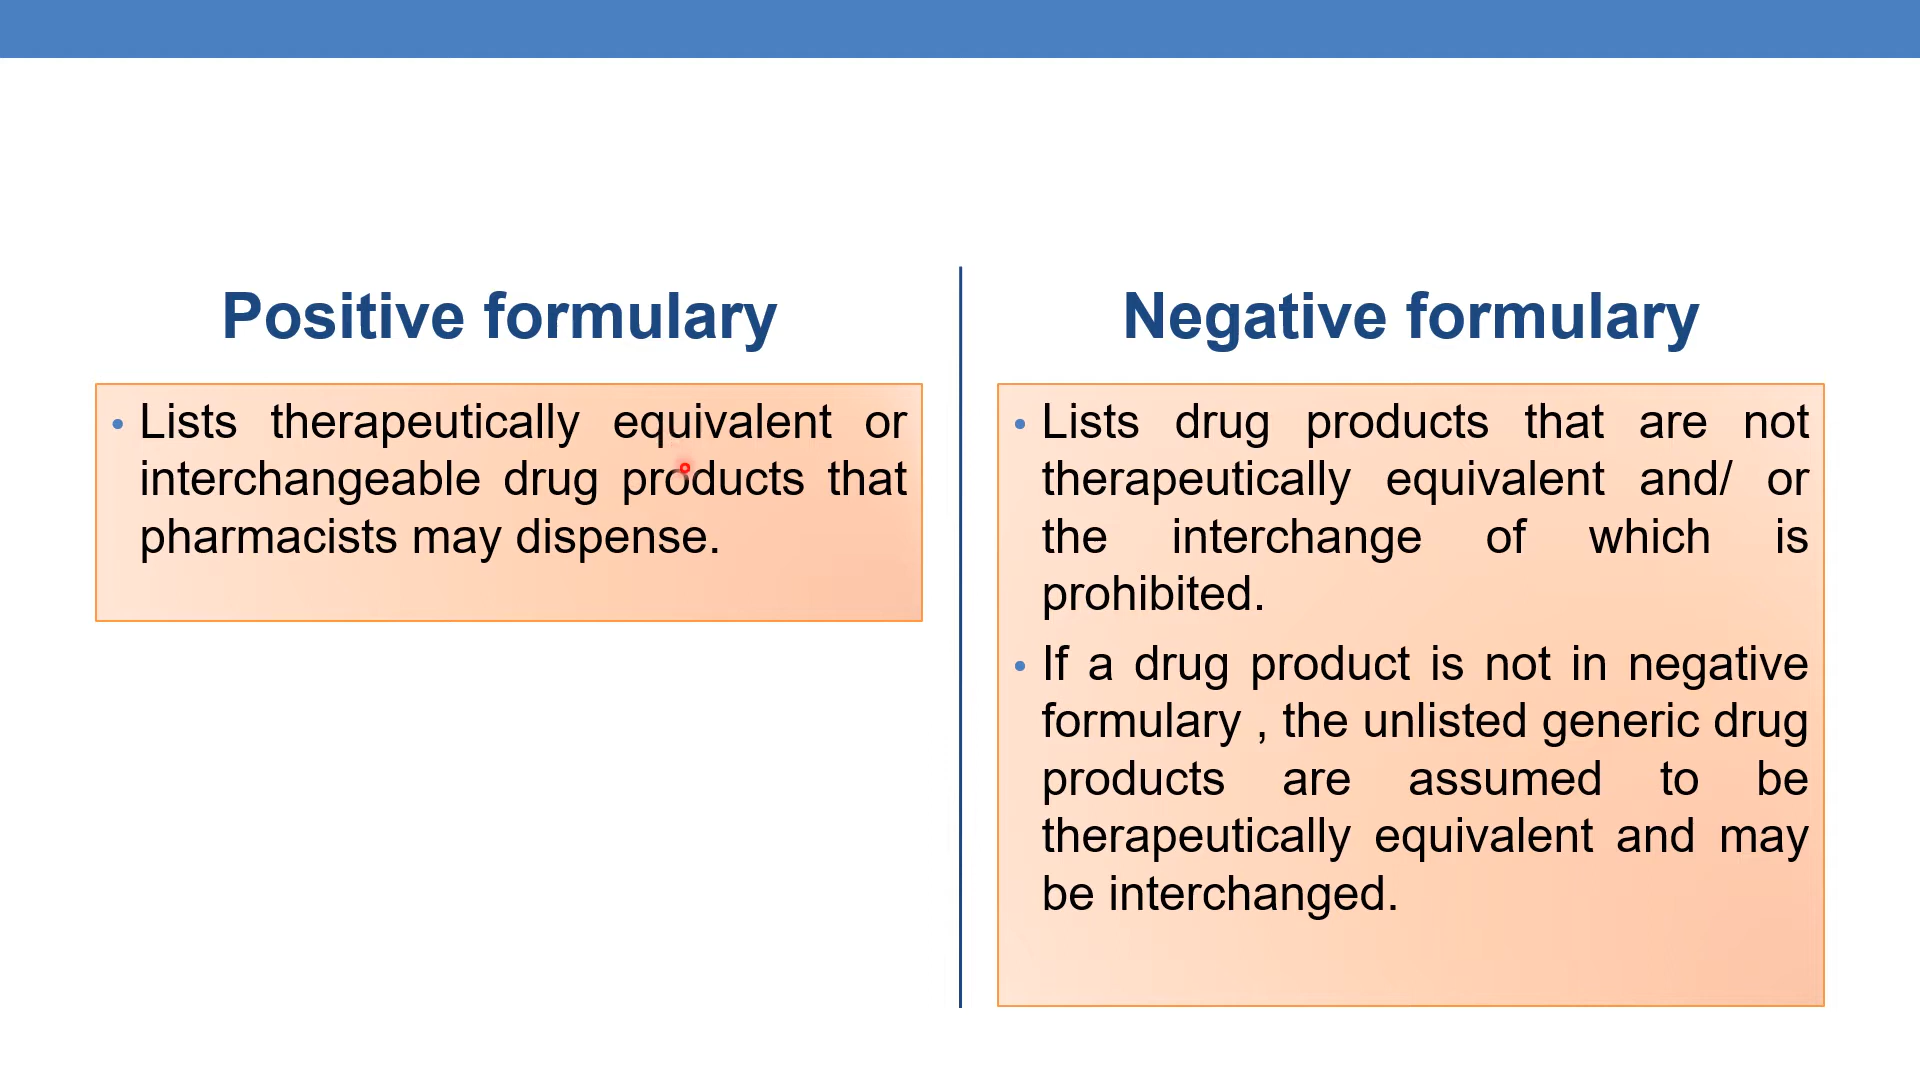 Positive formulary
• Lists therapeutically equivalent or
interchangeable drug products that
pharmacists may dispense.
Negative formulary
• Lists drug products that are not
therapeutically equivalent and/ or
the interchange of which is
prohibited.
• If a drug product is not in negative
formulary , the unlisted generic drug
products are assumed to be
therapeutically equivalent and may
be interchanged.